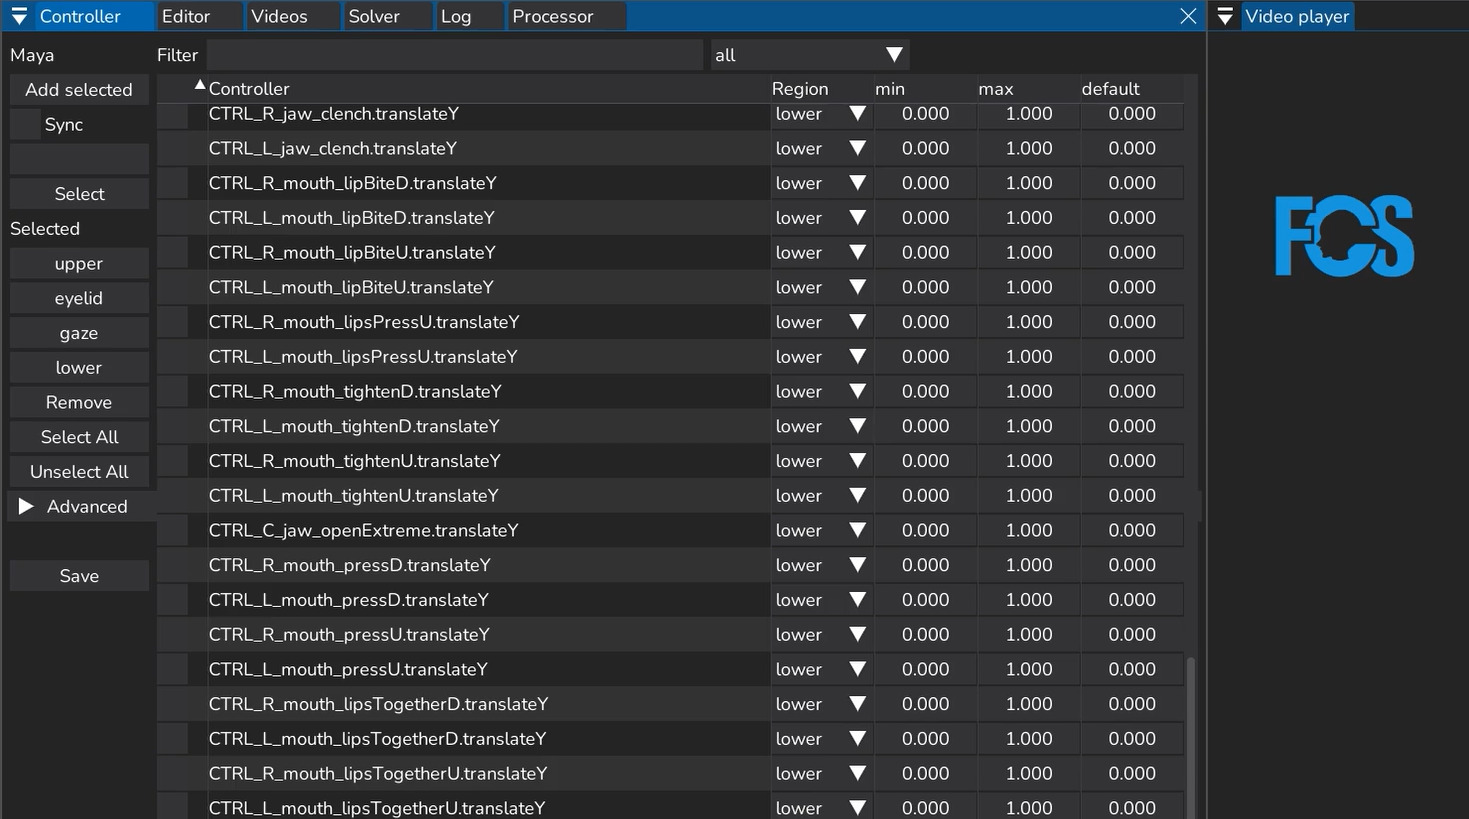 Controller Editor Videos Solver Log Processor Video player
Maya Filter all
Add selected Controller Region min max default
CTRL_R_jaw_clench.translateY lower 0.000 1.000 0.000
Sync
CTRL_L_jaw_clench.translateY lower 0.000 1.000 0.000
CTRL_R_mouth_lipBiteD.translateY lower 0.000 1.000 0.000
Select
CTRL_L_mouth_lipBiteD.translateY lower 0.000 1.000 0.000
Selected
CTRL_R_mouth_lipBiteU.translateY lower 0.000 1.000 0.000
FCS
upper
CTRL_L_mouth_lipBiteU.translateY lower 0.000 1.000 0.000
eyelid
CTRL_R_mouth_lipsPressU.translateY lower 0.000 1.000 0.000
gaze
CTRL_L_mouth_lipsPressU.translateY lower 0.000 1.000 0.000
lower
CTRL_R_mouth_tightenD.translateY lower 0.000 1.000 0.000
Remove
CTRL_L_mouth_tightenD.translateY lower 0.000 1.000 0.000
Select All
CTRL_R_mouth_tightenU.translateY lower 0.000 1.000 0.000
Unselect All
CTRL_L_mouth_tightenU.translateY lower 0.000 1.000 0.000
Advanced
CTRL_C_jaw_openExtreme.translateY lower 0.000 1.000 0.000
CTRL_R_mouth_pressD.translateY lower 0.000 1.000 0.000
Save
CTRL_L_mouth_pressD.translateY lower 0.000 1.000 0.000
CTRL_R_mouth_pressU.translateY lower 0.000 1.000 0.000
CTRL_L_mouth_pressU.translateY lower 0.000 1.000 0.000
CTRL_R_mouth_lipsTogetherD.translateY lower 0.000 1.000 0.000
CTRL_L_mouth_lipsTogetherD.translateY lower 0.000 1.000 0.000
CTRL_R_mouth_lipsTogetherU.translateY lower 0.000 1.000 0.000
CTRL_L_mouth_lipsTogetherU.translateY lower 0.000 1.000 0.000